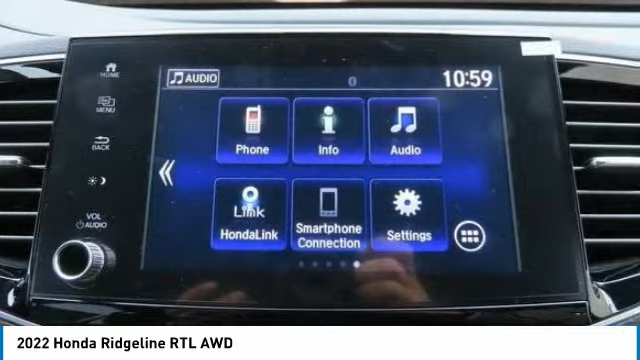 HOME
MENU
BACK
VOL
AUDIO
AUDIO
10:59
Phone
Info
Audio
Link
HondaLink
Smartphone
Connection
Settings
2022 Honda Ridgeline RTL AWD